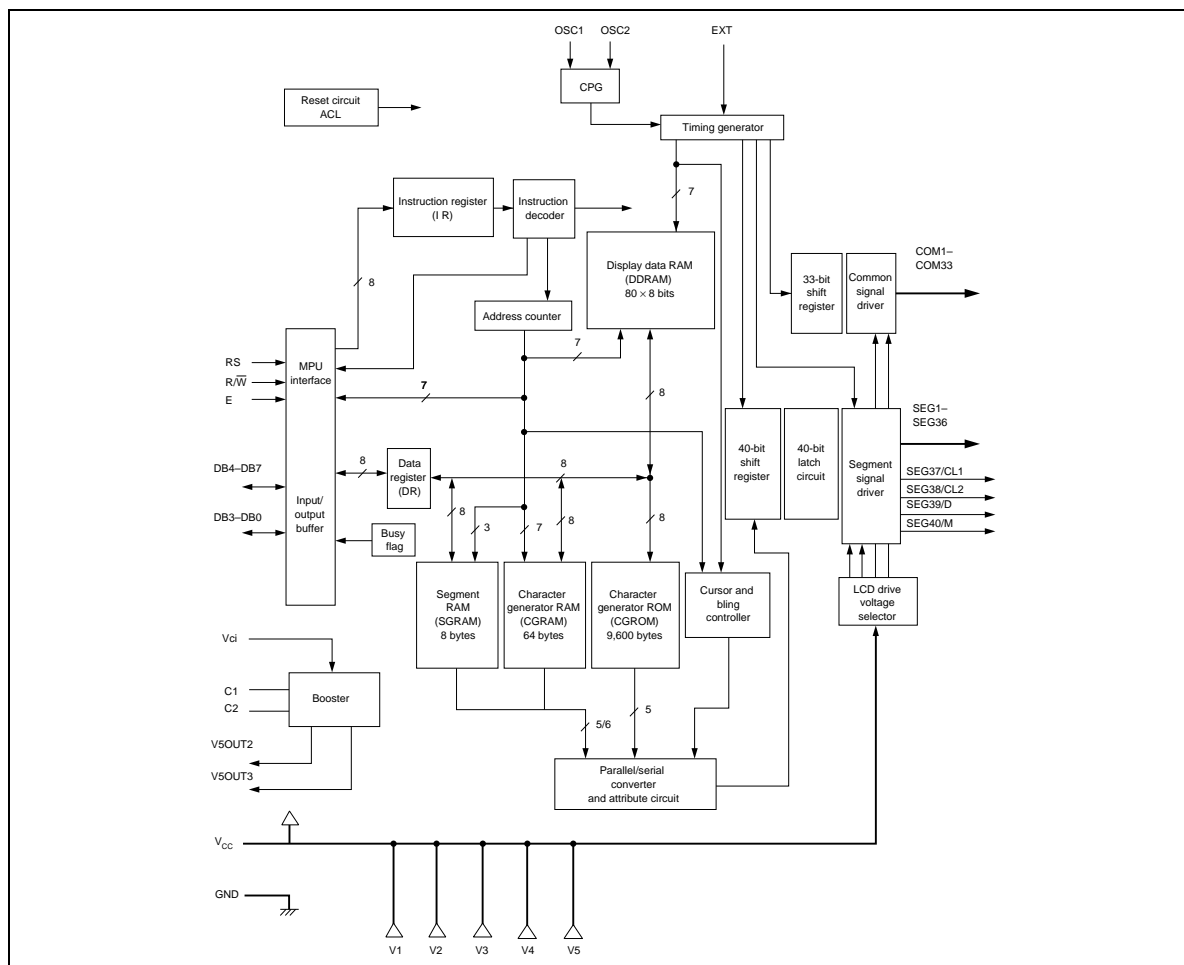 OSC1 OSC2 EXT
CPG
Reset circuit
ACL
Timing generator
7
Instruction register
(I R)
Instruction
decoder
8
Display data RAM
(DDRAM)
80 × 8 bits
COM1–
COM33
33-bit
shift
register
Common
signal
driver
Address counter
7
RS
R/W̅
E
MPU
interface
7
8
SEG1–
SEG36
40-bit
shift
register
40-bit
latch
circuit
Segment
signal
driver
DB4–DB7
8
Data
register
(DR)
8
SEG37/CL1
SEG38/CL2
SEG39/D
SEG40/M
Input/
output
buffer
DB3–DB0
8
3
7
8
8
Busy
flag
Segment
RAM
(SGRAM)
8 bytes
Character
generator RAM
(CGRAM)
64 bytes
Character
generator ROM
(CGROM)
9,600 bytes
Cursor and
bling
controller
LCD drive
voltage
selector
Vci
C1
C2
Booster
5/6
5
V5OUT2
V5OUT3
Parallel/serial
converter
and attribute circuit
VCC
GND
V1 V2 V3 V4 V5